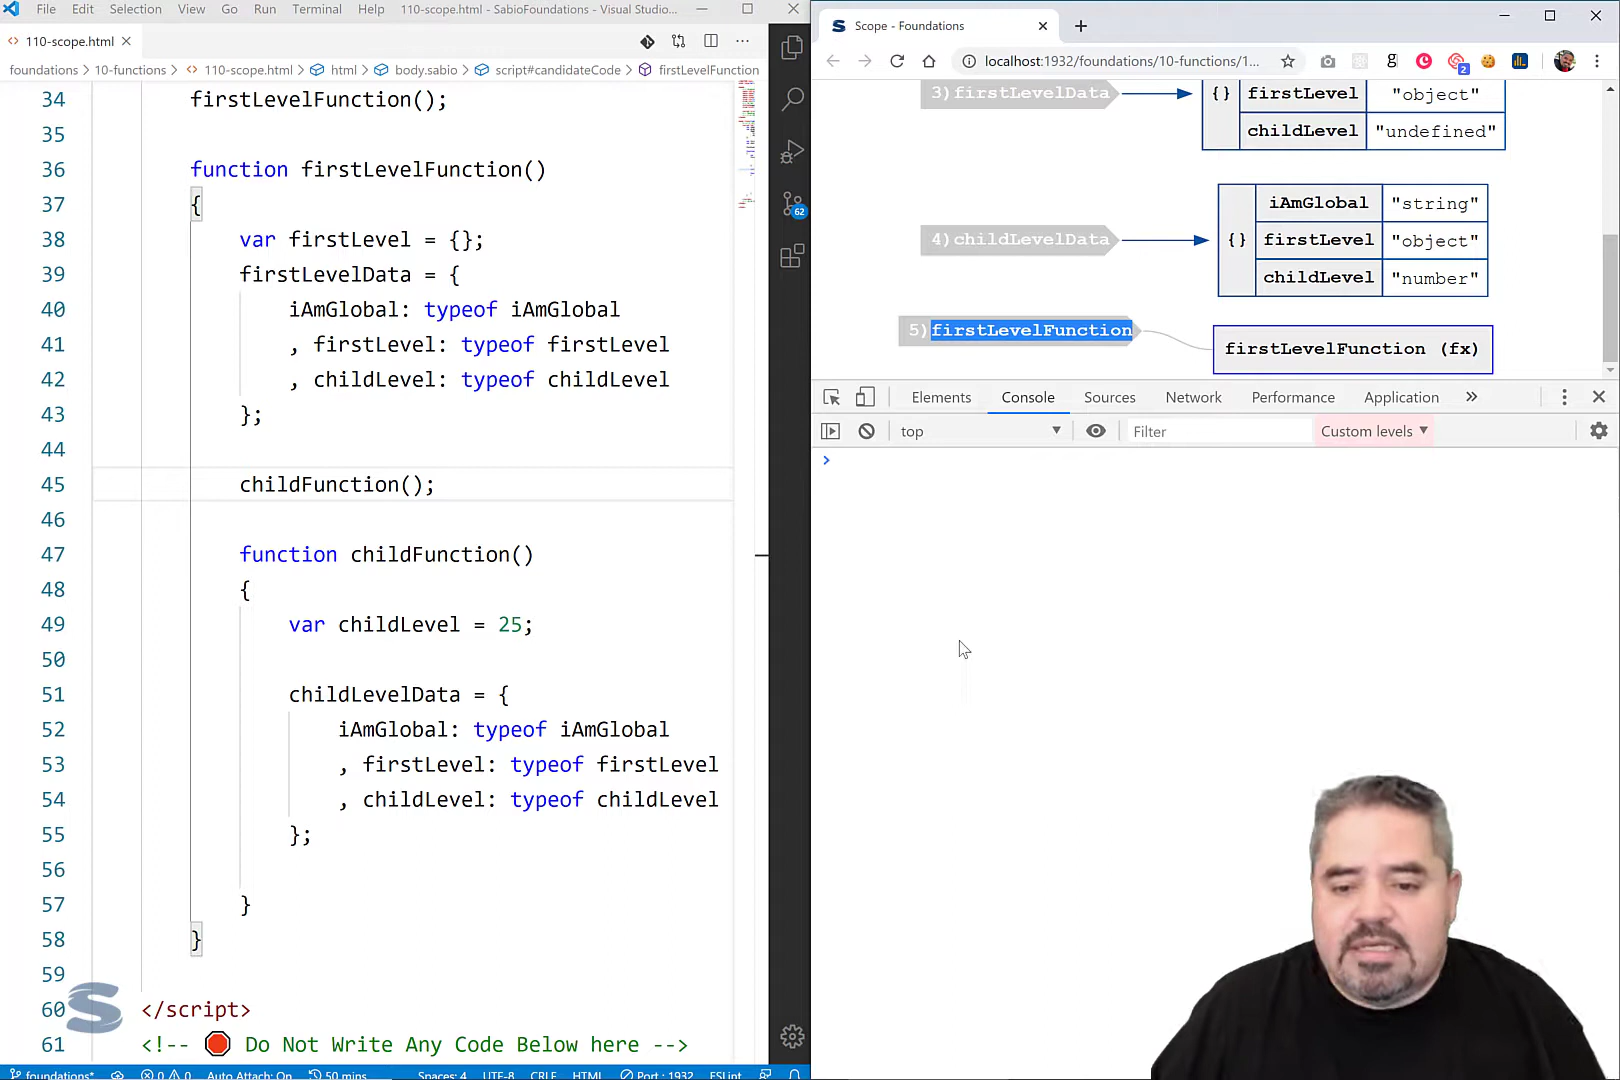 File Edit Selection View Go Run Terminal Help 110-scope.html - SabioFoundations - Visual Studio...
110-scope.html
foundations > 10-functions > 110-scope.html > html > body.sabio > script#candidateCode > firstLevelFunction
34 firstLevelFunction();
35
36 function firstLevelFunction()
37 {
38 var firstLevel = {};
39 firstLevelData = {
40 iAmGlobal: typeof iAmGlobal
41 , firstLevel: typeof firstLevel
42 , childLevel: typeof childLevel
43 };
44
45 childFunction();
46
47 function childFunction()
48 {
49 var childLevel = 25;
50
51 childLevelData = {
52 iAmGlobal: typeof iAmGlobal
53 , firstLevel: typeof firstLevel
54 , childLevel: typeof childLevel
55 };
56
57 }
58 }
59
60 </script>
61 <!-- 🛑 Do Not Write Any Code Below here -->
foundations* 0 0 Auto Attach: On 50 mins Spaces: 4 UTF-8 CRLF HTML Port : 1932 ESLint
62
Scope - Foundations
localhost:1932/foundations/10-functions/1...
g
2
3)firstLevelData {} firstLevel "object"
childLevel "undefined"
iAmGlobal "string"
4)childLevelData {} firstLevel "object"
childLevel "number"
5)firstLevelFunction firstLevelFunction (fx)
Elements Console Sources Network Performance Application »
top Filter Custom levels
>